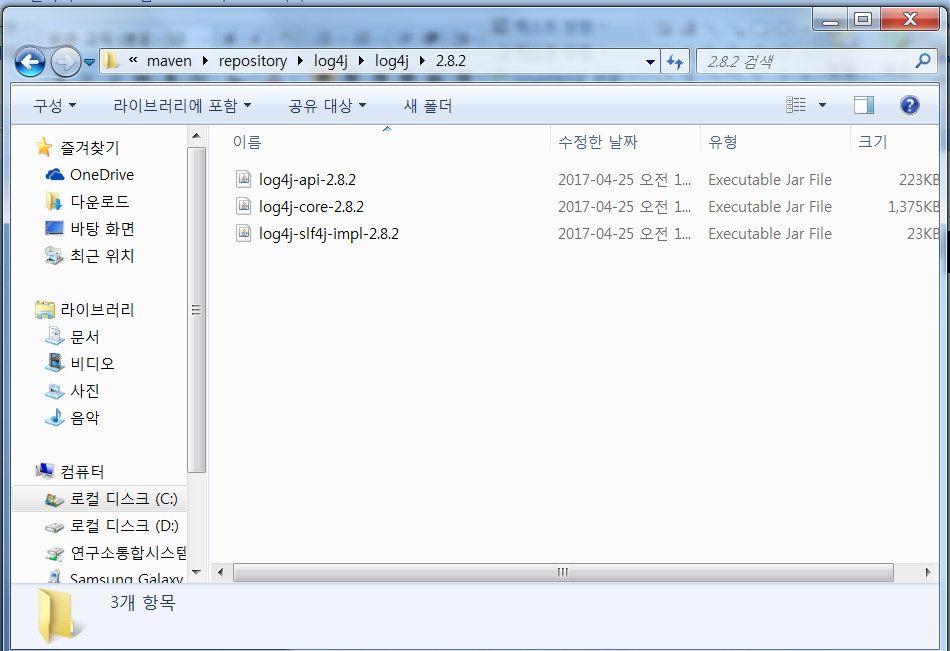 « maven ▸ repository ▸ log4j ▸ log4j ▸ 2.8.2
2.8.2 검색
구성 라이브러리에 포함 공유 대상 새 폴더
이름 수정한 날짜 유형 크기
log4j-api-2.8.2 2017-04-25 오전 1... Executable Jar File 223KB
log4j-core-2.8.2 2017-04-25 오전 1... Executable Jar File 1,375KB
log4j-slf4j-impl-2.8.2 2017-04-25 오전 1... Executable Jar File 23KB
즐겨찾기
OneDrive
다운로드
바탕 화면
최근 위치
라이브러리
문서
비디오
사진
음악
컴퓨터
로컬 디스크 (C:)
로컬 디스크 (D:)
연구소통합시스템
Samsung Galaxy
3개 항목